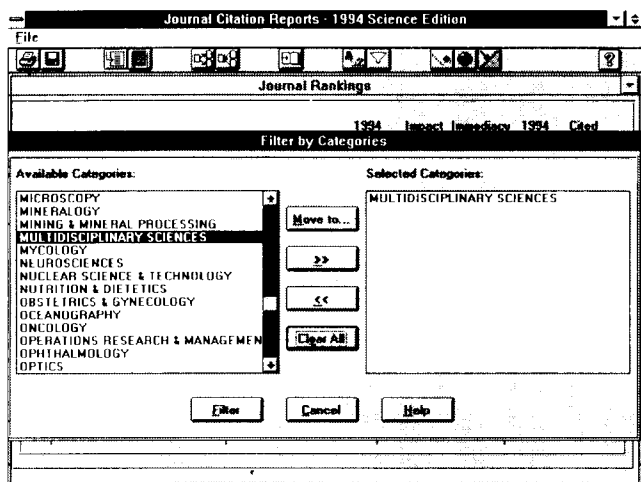 Journal Citation Reports - 1994 Science Edition
File
?
Journal Rankings
1994 Impact Immediacy 1994 Cited
Filter by Categories
Available Categories:
Selected Categories:
MICROSCOPY
MINERALOGY
MINING & MINERAL PROCESSING
MULTIDISCIPLINARY SCIENCES
MYCOLOGY
NEUROSCIENCES
NUCLEAR SCIENCE & TECHNOLOGY
NUTRITION & DIETETICS
OBSTETRICS & GYNECOLOGY
OCEANOGRAPHY
ONCOLOGY
OPERATIONS RESEARCH & MANAGEMEN
OPHTHALMOLOGY
OPTICS
Move to...
>>
<<
Clear All
MULTIDISCIPLINARY SCIENCES
Filter
Cancel
Help